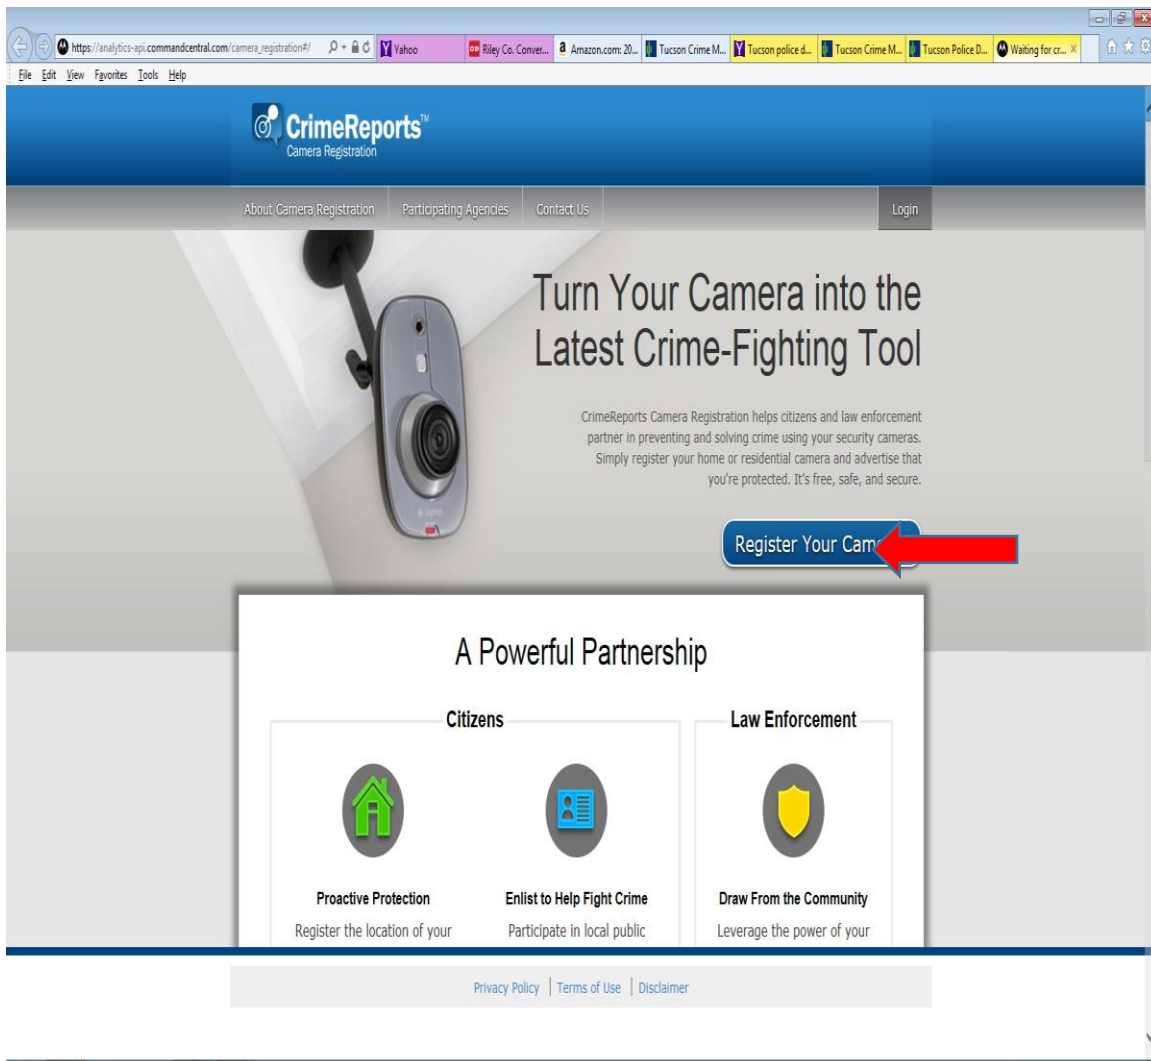 https://analytics-api.commandcentral.com/camera_registration#/
Yahoo
Riley Co. Conver...
Amazon.com: 20...
Tucson Crime M...
Tucson police d...
Tucson Crime M...
Tucson Police D...
Waiting for cr...
File Edit View Favorites Tools Help
CrimeReports™
Camera Registration
About Camera Registration
Participating Agencies
Contact Us
Login
Turn Your Camera into the
Latest Crime-Fighting Tool
CrimeReports Camera Registration helps citizens and law enforcement
partner in preventing and solving crime using your security cameras.
Simply register your home or residential camera and advertise that
you're protected. It's free, safe, and secure.
Register Your Cam
A Powerful Partnership
Citizens
Law Enforcement
Proactive Protection
Enlist to Help Fight Crime
Draw From the Community
Register the location of your
Participate in local public
Leverage the power of your
Privacy Policy | Terms of Use | Disclaimer